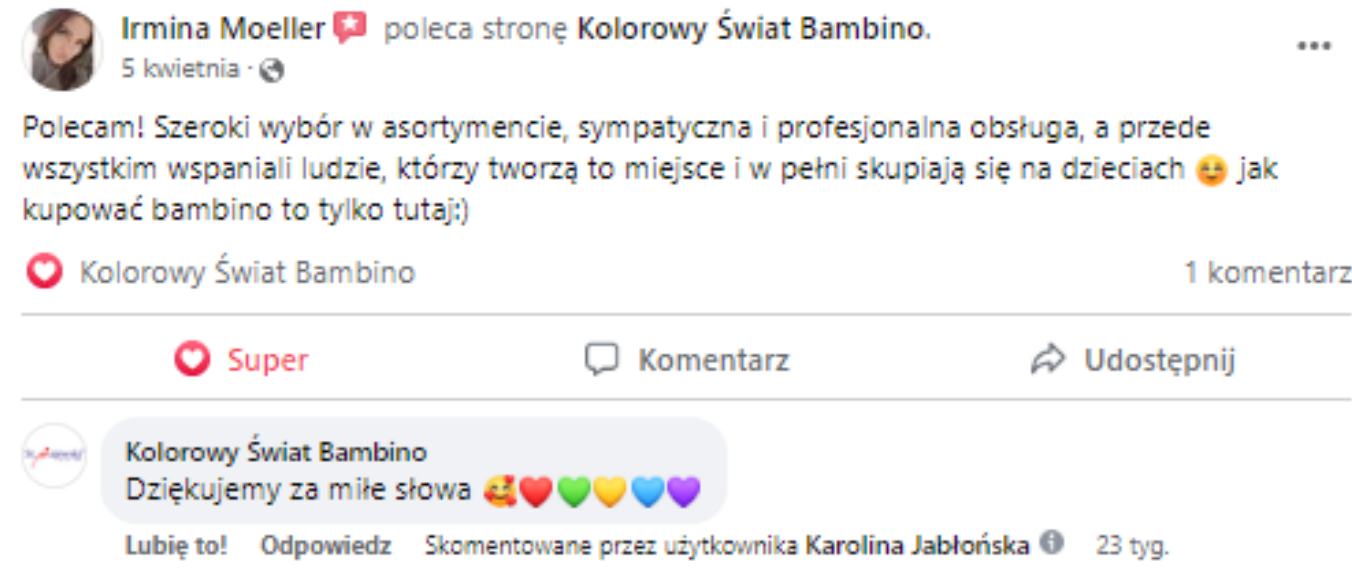 Irmina Moeller poleca stronę Kolorowy Świat Bambino.
5 kwietnia ·
Polecam! Szeroki wybór w asortymencie, sympatyczna i profesjonalna obsługa, a przede
wszystkim wspaniali ludzie, którzy tworzą to miejsce i w pełni skupiają się na dzieciach 😊 jak
kupować bambino to tylko tutaj:)
Kolorowy Świat Bambino 1 komentarz
Super Komentarz Udostępnij
Kolorowy Świat Bambino
Dziękujemy za miłe słowa 🥰❤️💚💛💙💜
Lubię to! Odpowiedz Skomentowane przez użytkownika Karolina Jabłońska 23 tyg.